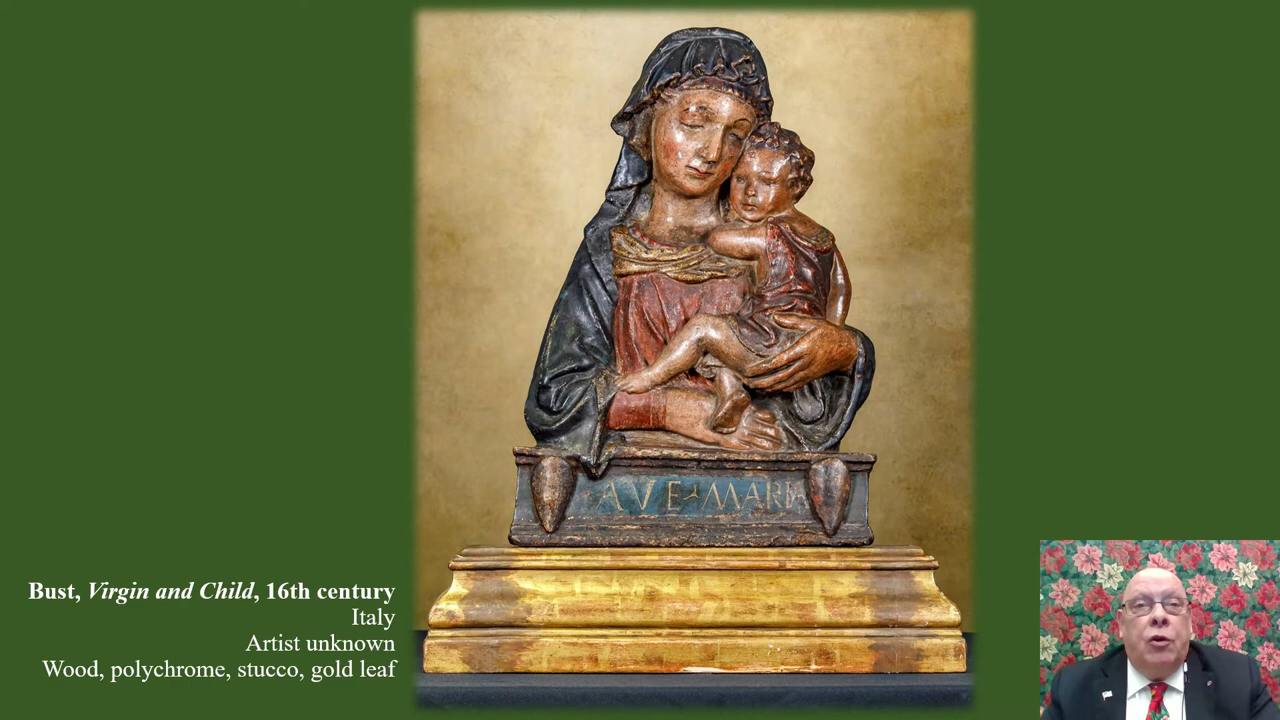 AVE MARIA
Bust, Virgin and Child, 16th century
Italy
Artist unknown
Wood, polychrome, stucco, gold leaf